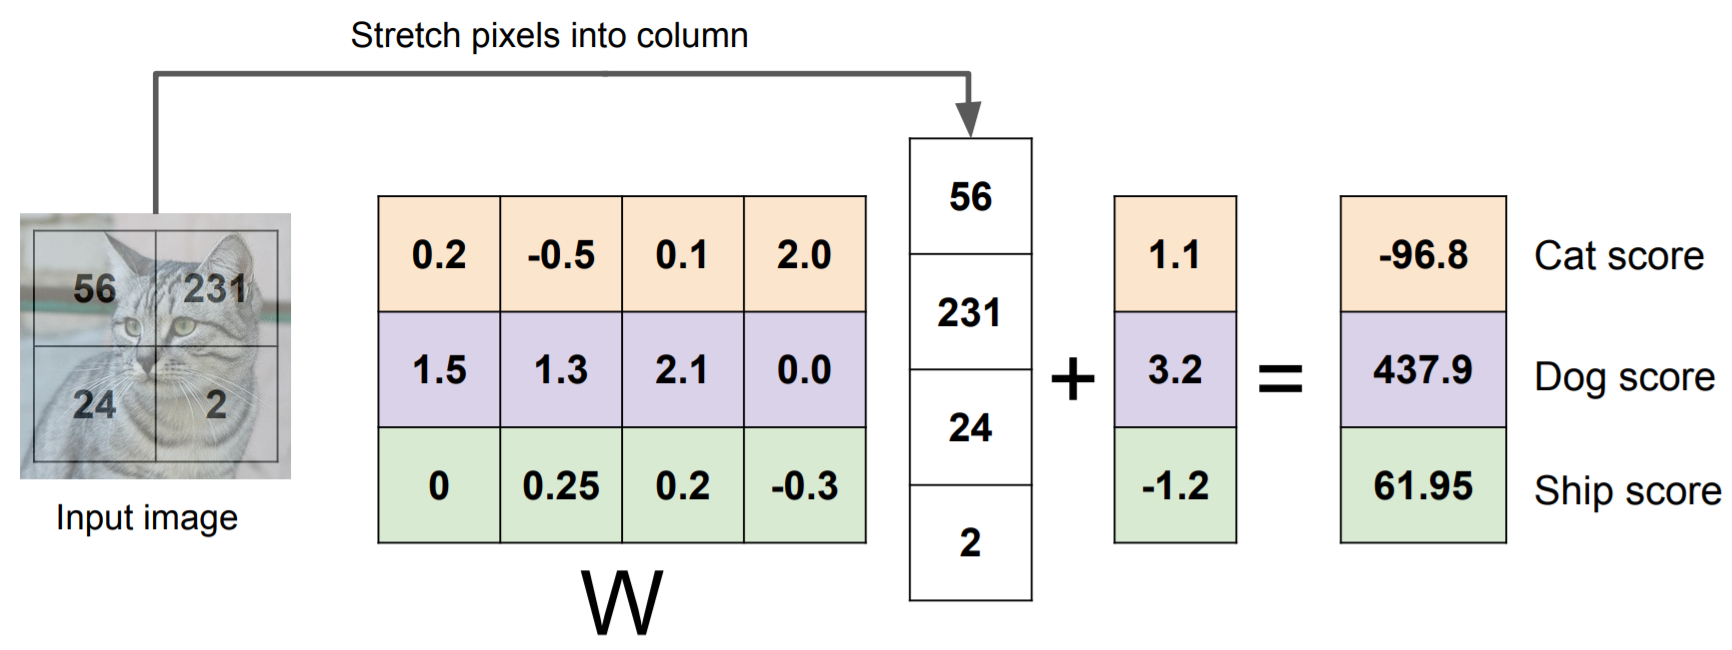 Stretch pixels into column
56 231
24 2
Input image
0.2 -0.5 0.1 2.0
1.5 1.3 2.1 0.0
0 0.25 0.2 -0.3
W
56
231
24
2
+
1.1
3.2
-1.2
=
-96.8 Cat score
437.9 Dog score
61.95 Ship score